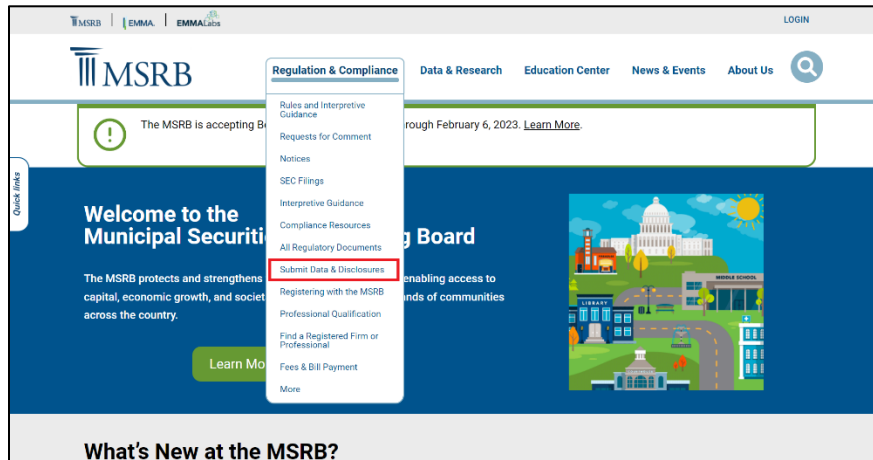 MSRB EMMA. EMMALabs LOGIN
MSRB
Regulation & Compliance Data & Research Education Center News & Events About Us
Rules and Interpretive
Guidance
Requests for Comment
Notices
SEC Filings
Interpretive Guidance
Compliance Resources
All Regulatory Documents
Submit Data & Disclosures
Registering with the MSRB
Professional Qualification
Find a Registered Firm or
Professional
Fees & Bill Payment
More
The MSRB is accepting Bo rough February 6, 2023. Learn More.
Quick links
Welcome to the
Municipal Securiti g Board
The MSRB protects and strengthens enabling access to
capital, economic growth, and societ nds of communities
across the country.
Learn Mo
LIBRARY
MIDDLE SCHOOL
What's New at the MSRB?